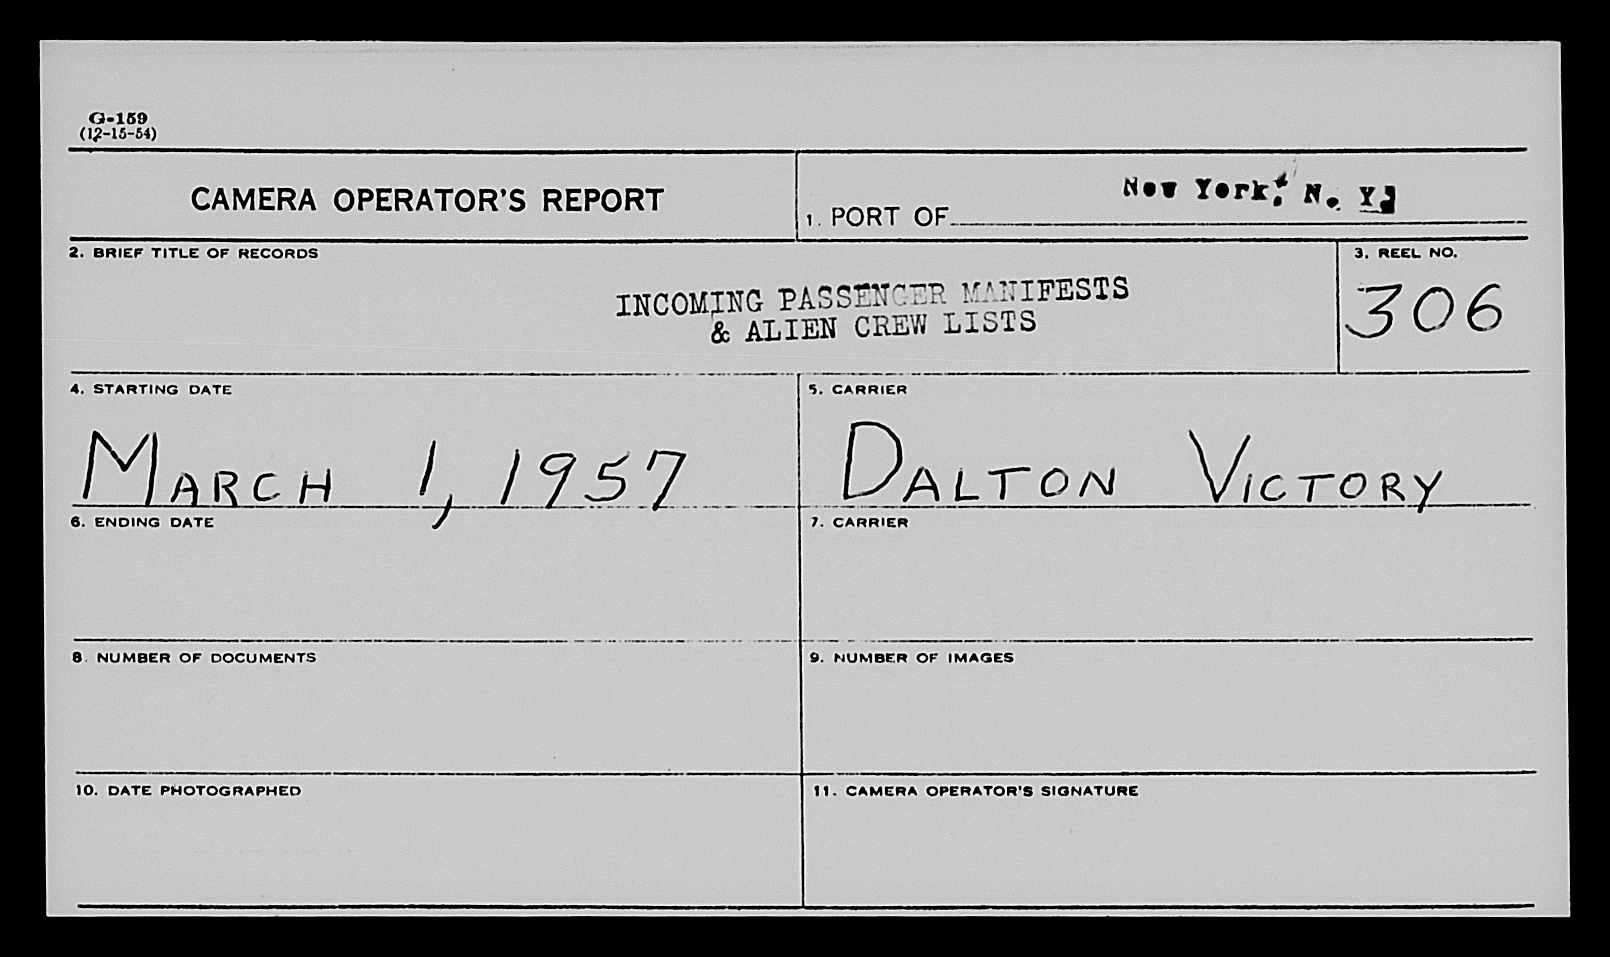 G-159
(12-15-54)
CAMERA OPERATOR'S REPORT
1. PORT OF New York, N. Y.
2. BRIEF TITLE OF RECORDS
INCOMING PASSENGER MANIFESTS
& ALIEN CREW LISTS
3. REEL NO.
306
4. STARTING DATE
MARCH 1, 1957
5. CARRIER
DALTON VICTORY
6. ENDING DATE
7. CARRIER
8. NUMBER OF DOCUMENTS
9. NUMBER OF IMAGES
10. DATE PHOTOGRAPHED
11. CAMERA OPERATOR'S SIGNATURE